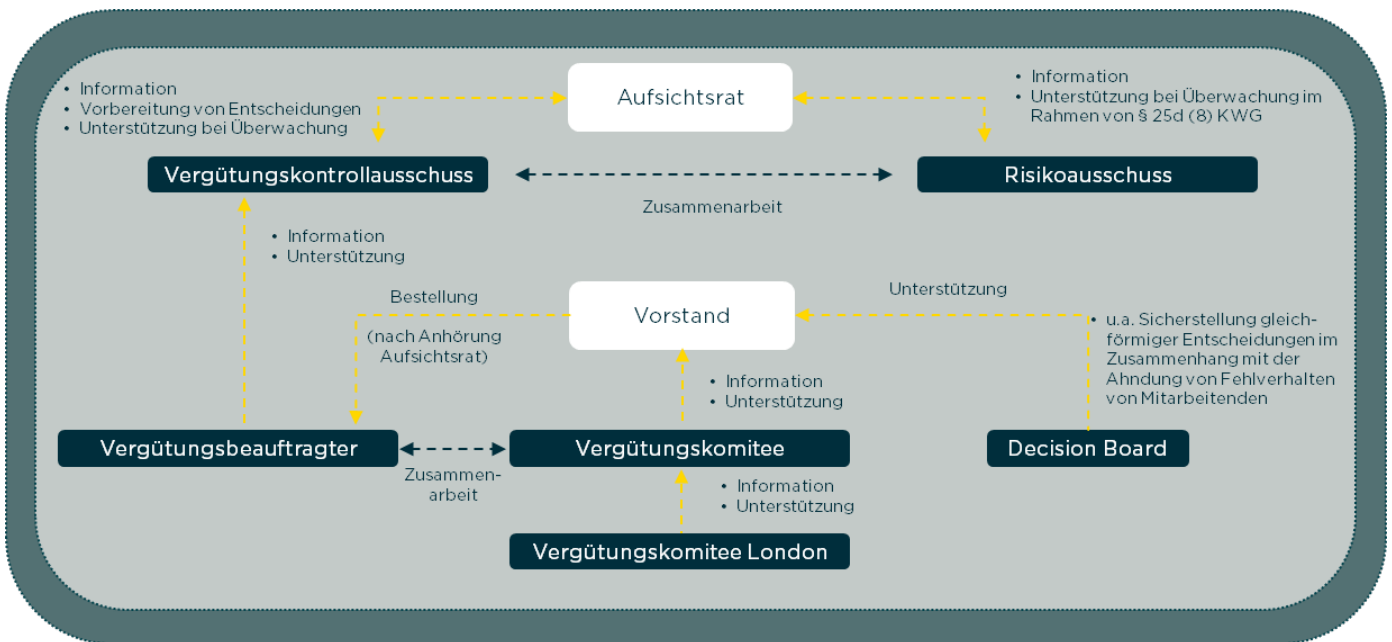 • Information
• Vorbereitung von Entscheidungen
• Unterstützung bei Überwachung
Aufsichtsrat
• Information
• Unterstützung bei Überwachung im
Rahmen von § 25d (8) KWG
Vergütungskontrollausschuss
Risikoausschuss
Zusammenarbeit
• Information
• Unterstützung
Bestellung
(nach Anhörung
Aufsichtsrat)
Vorstand
Unterstützung
• u.a. Sicherstellung gleich-
förmiger Entscheidungen im
Zusammenhang mit der
Ahndung von Fehlverhalten
von Mitarbeitenden
• Information
• Unterstützung
Vergütungsbeauftragter
Zusammen-
arbeit
Vergütungskomitee
Decision Board
• Information
• Unterstützung
Vergütungskomitee London